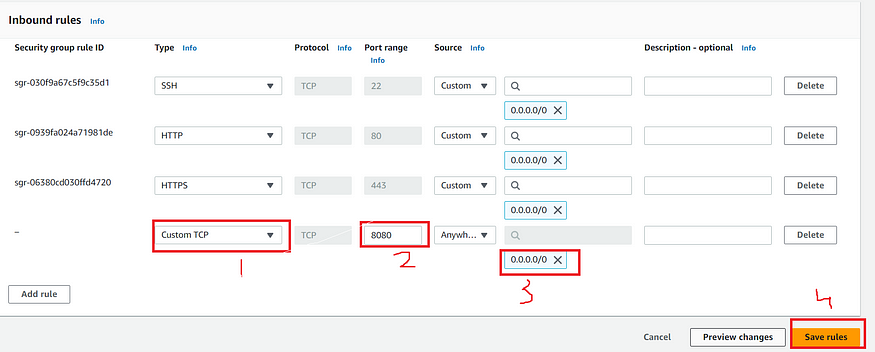 Inbound rules Info
Security group rule ID Type Info Protocol Info Port range Info Source Info Description - optional Info
sgr-030f9a67c5f9c35d1 SSH TCP 22 Custom Delete
0.0.0.0/0
sgr-0939fa024a71981de HTTP TCP 80 Custom Delete
0.0.0.0/0
sgr-06380cd030ffd4720 HTTPS TCP 443 Custom Delete
0.0.0.0/0
– Custom TCP TCP 8080 Anywh... Delete
1 2 0.0.0.0/0
3
Add rule 4
Cancel Preview changes Save rules